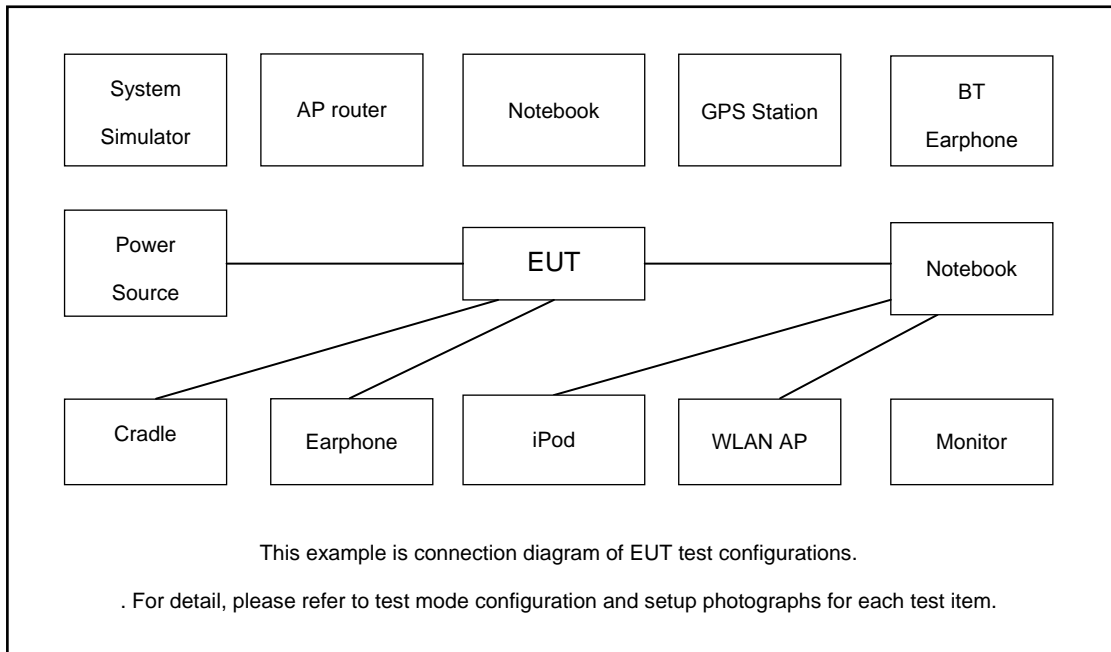 System
Simulator
AP router
Notebook
GPS Station
BT
Earphone
Power
Source
EUT
Notebook
Cradle
Earphone
iPod
WLAN AP
Monitor
This example is connection diagram of EUT test configurations.
. For detail, please refer to test mode configuration and setup photographs for each test item.